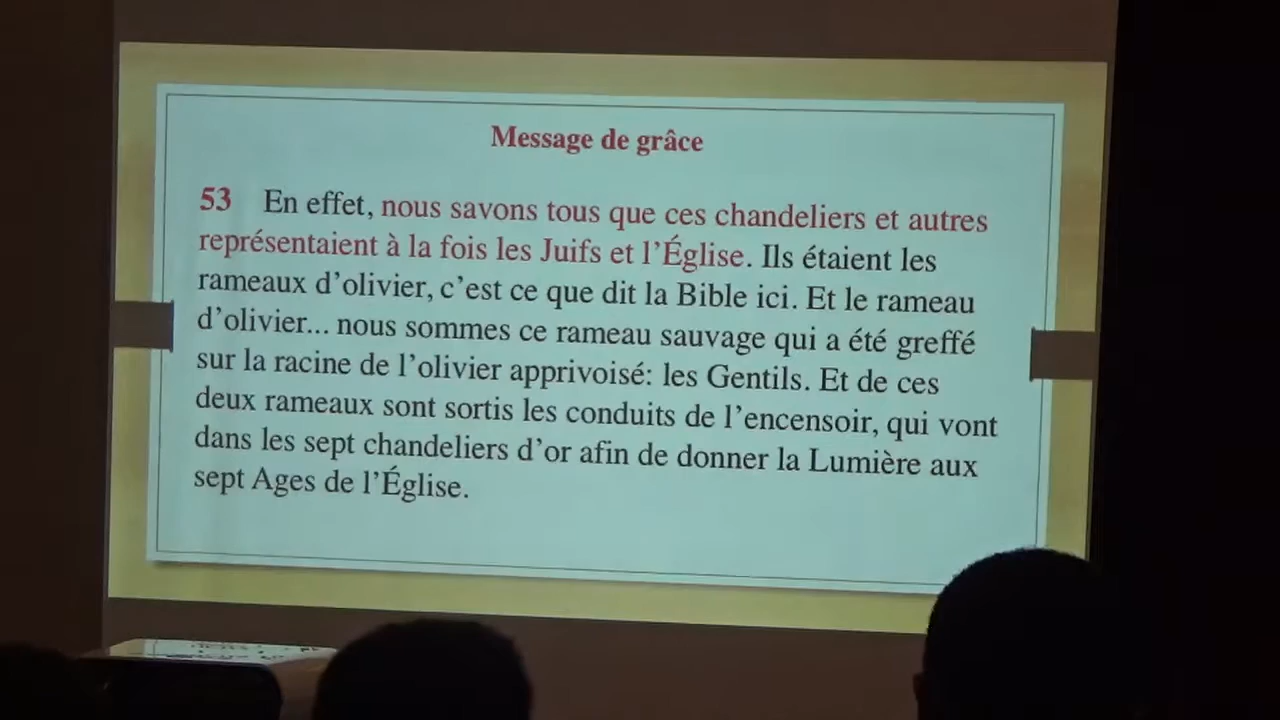 Message de grâce
53 En effet, nous savons tous que ces chandeliers et autres
représentaient à la fois les Juifs et l’Église. Ils étaient les
rameaux d’olivier, c’est ce que dit la Bible ici. Et le rameau
d’olivier... nous sommes ce rameau sauvage qui a été greffé
sur la racine de l’olivier apprivoisé: les Gentils. Et de ces
deux rameaux sont sortis les conduits de l’encensoir, qui vont
dans les sept chandeliers d’or afin de donner la Lumière aux
sept Ages de l’Église.